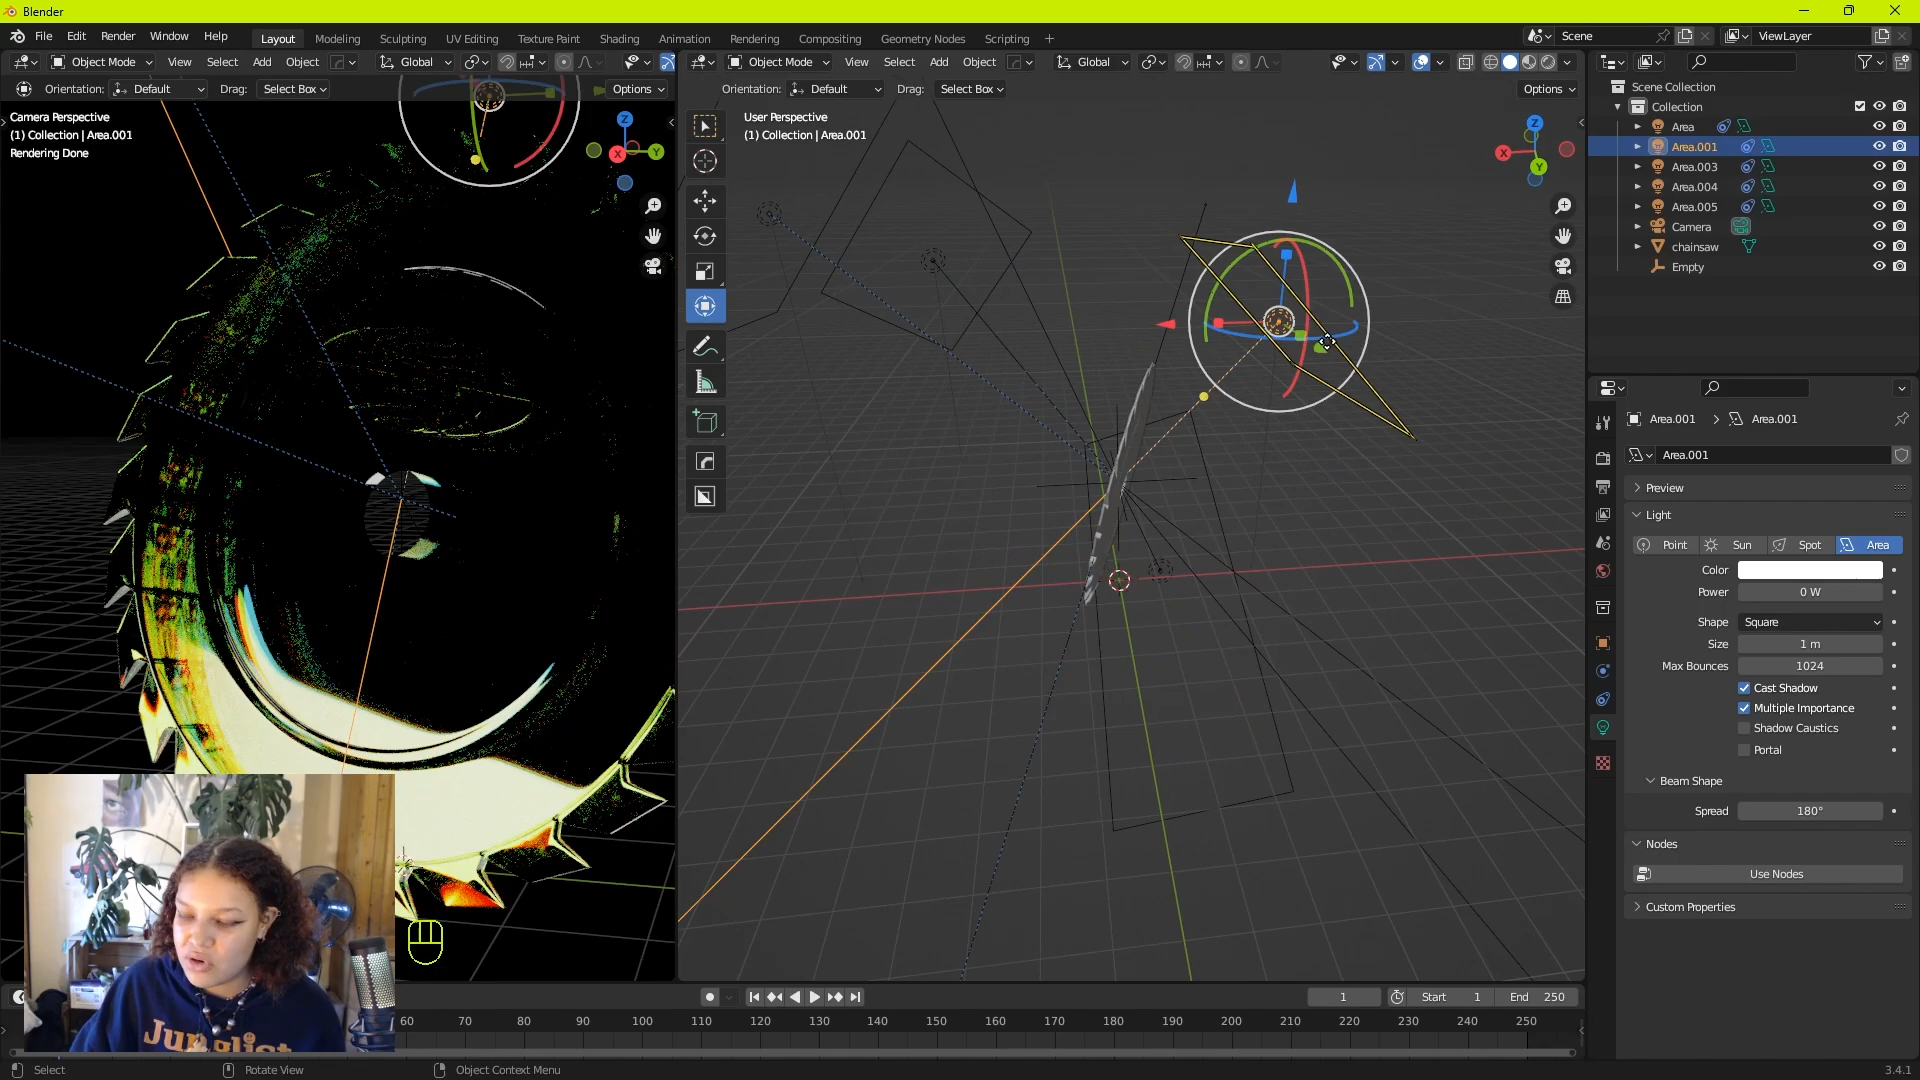 Blender
File Edit Render Window Help Layout Modeling Sculpting UV Editing Texture Paint Shading Animation Rendering Compositing Geometry Nodes Scripting + Scene ViewLayer
Object Mode View Select Add Object Global
Object Mode View Select Add Object Global
Orientation: Default Drag: Select Box Options
Orientation: Default Drag: Select Box Options
Camera Perspective
(1) Collection | Area.001
Rendering Done
Z
X
Y
User Perspective
(1) Collection | Area.001
Z
X
Y
Scene Collection
Collection
Area
Area.001
Area.003
Area.004
Area.005
Camera
chainsaw
Empty
Area.001 > Area.001
Area.001
Preview
Light
Point Sun Spot Area
Color
Power 0 W
Shape Square
Size 1 m
Max Bounces 1024
Cast Shadow
Multiple Importance
Shadow Caustics
Portal
Beam Shape
Spread 180°
Nodes
Use Nodes
Custom Properties
Junglist
1 Start 1 End 250
60 70 80 90 100 110 120 130 140 150 160 170 180 190 200 210 220 230 240 250
Select Rotate View Object Context Menu 3.4.1